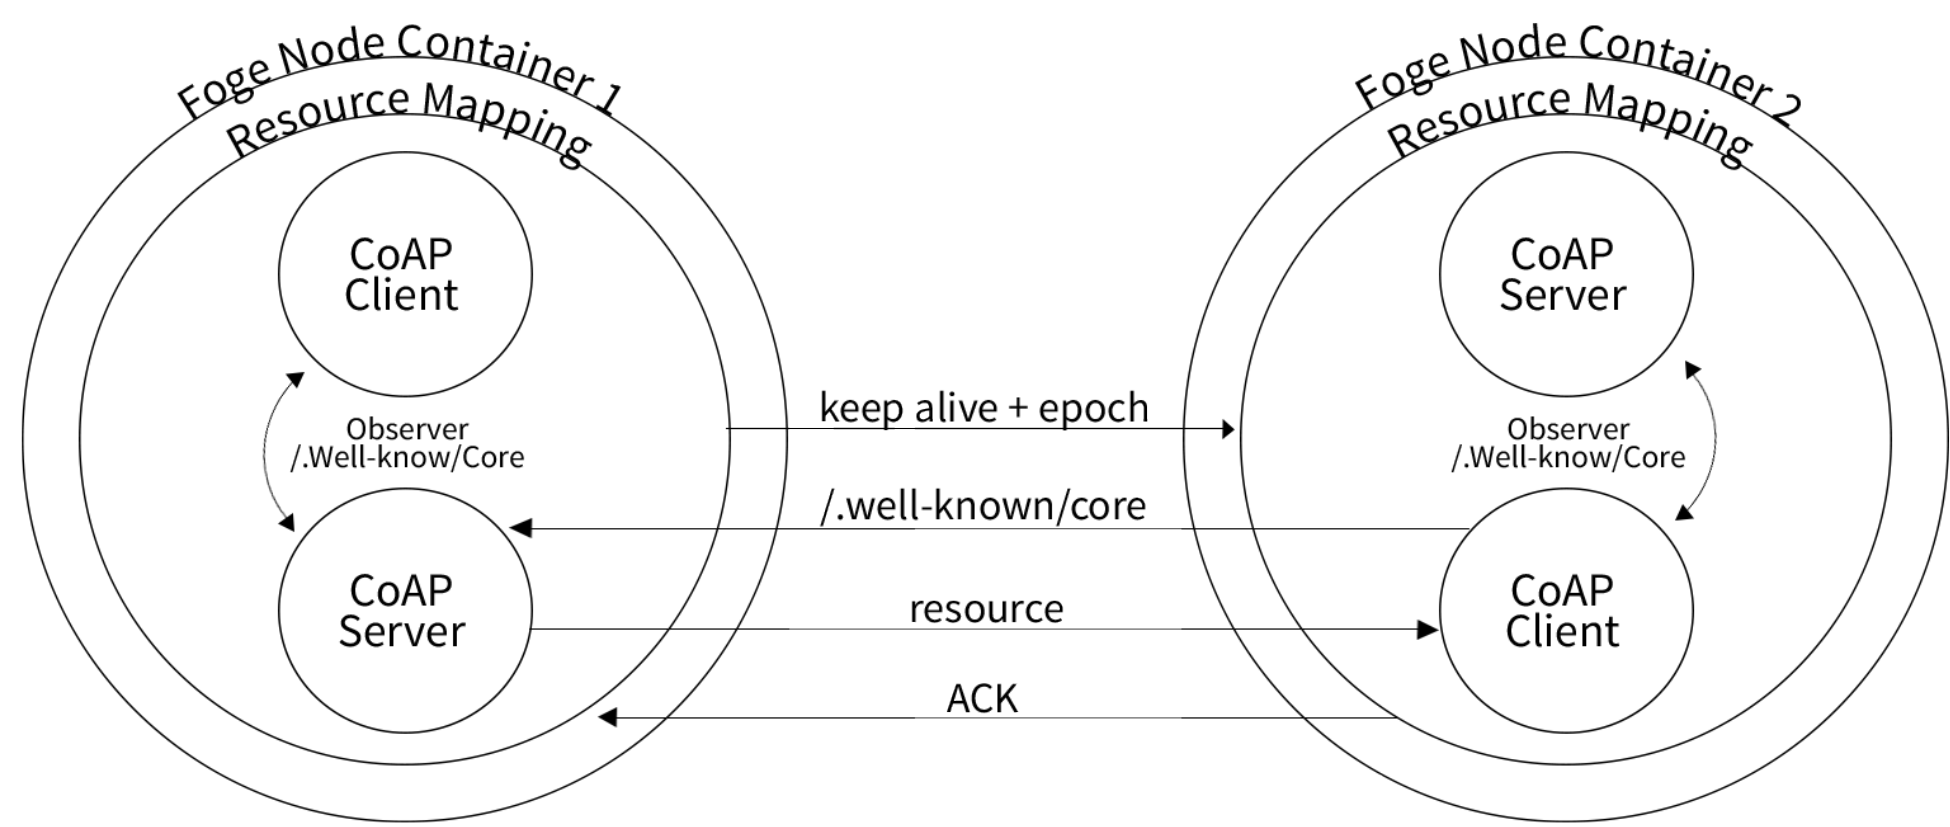 Foge Node Container 1
Resource Mapping
CoAP
Client
Observer
/.Well-know/Core
CoAP
Server
keep alive + epoch
/.well-known/core
resource
ACK
Foge Node Container 2
Resource Mapping
CoAP
Server
Observer
/.Well-know/Core
CoAP
Client